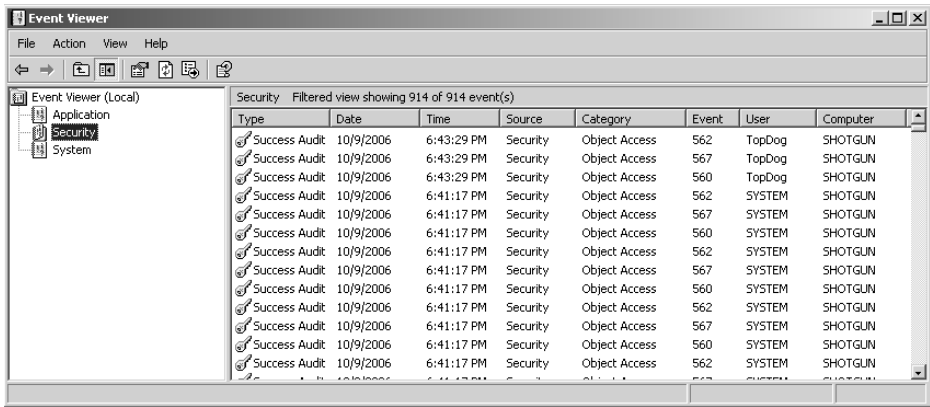 Event Viewer
File Action View Help
Event Viewer (Local)
Application
Security
System
Security Filtered view showing 914 of 914 event(s)
Type Date Time Source Category Event User Computer
Success Audit 10/9/2006 6:43:29 PM Security Object Access 562 TopDog SHOTGUN
Success Audit 10/9/2006 6:43:29 PM Security Object Access 567 TopDog SHOTGUN
Success Audit 10/9/2006 6:43:29 PM Security Object Access 560 TopDog SHOTGUN
Success Audit 10/9/2006 6:41:17 PM Security Object Access 562 SYSTEM SHOTGUN
Success Audit 10/9/2006 6:41:17 PM Security Object Access 567 SYSTEM SHOTGUN
Success Audit 10/9/2006 6:41:17 PM Security Object Access 560 SYSTEM SHOTGUN
Success Audit 10/9/2006 6:41:17 PM Security Object Access 562 SYSTEM SHOTGUN
Success Audit 10/9/2006 6:41:17 PM Security Object Access 567 SYSTEM SHOTGUN
Success Audit 10/9/2006 6:41:17 PM Security Object Access 560 SYSTEM SHOTGUN
Success Audit 10/9/2006 6:41:17 PM Security Object Access 562 SYSTEM SHOTGUN
Success Audit 10/9/2006 6:41:17 PM Security Object Access 567 SYSTEM SHOTGUN
Success Audit 10/9/2006 6:41:17 PM Security Object Access 560 SYSTEM SHOTGUN
Success Audit 10/9/2006 6:41:17 PM Security Object Access 562 SYSTEM SHOTGUN